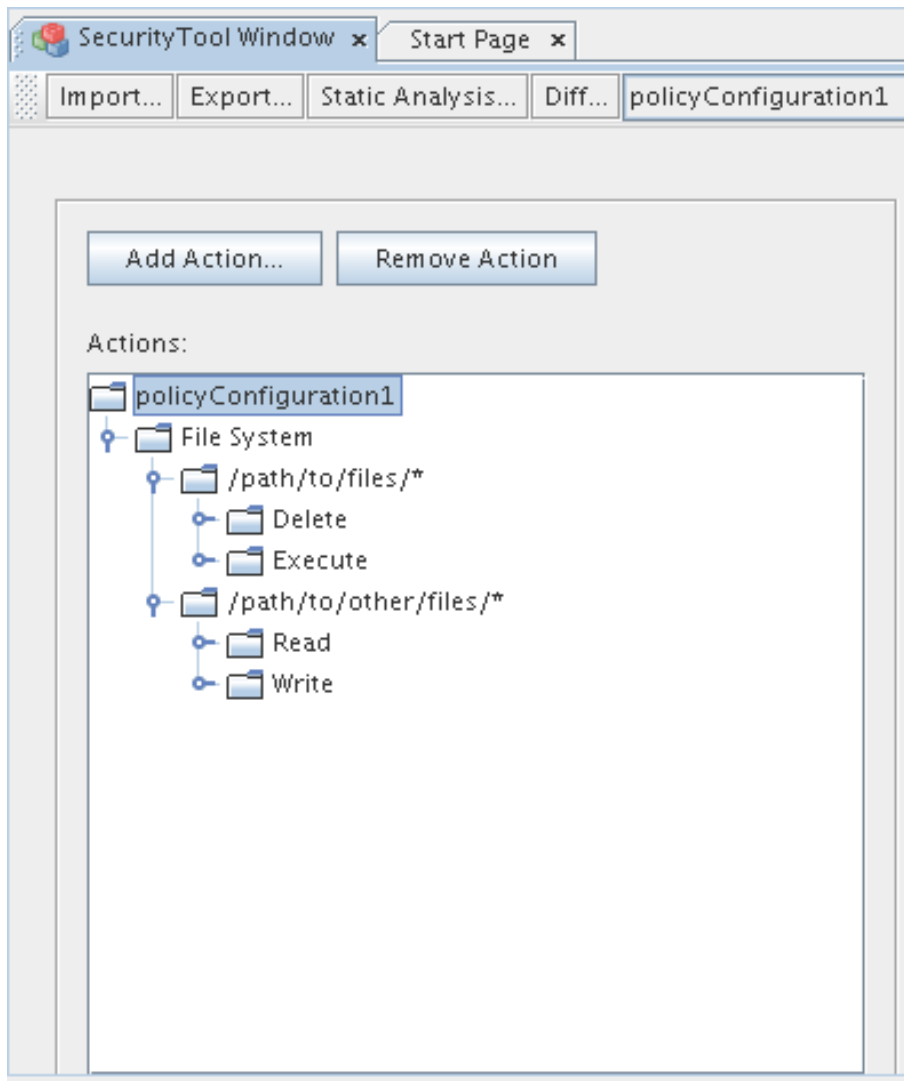 SecurityTool Window x Start Page x
Import... Export... Static Analysis... Diff... policyConfiguration1
Add Action... Remove Action
Actions:
policyConfiguration1
File System
/path/to/files/*
Delete
Execute
/path/to/other/files/*
Read
Write